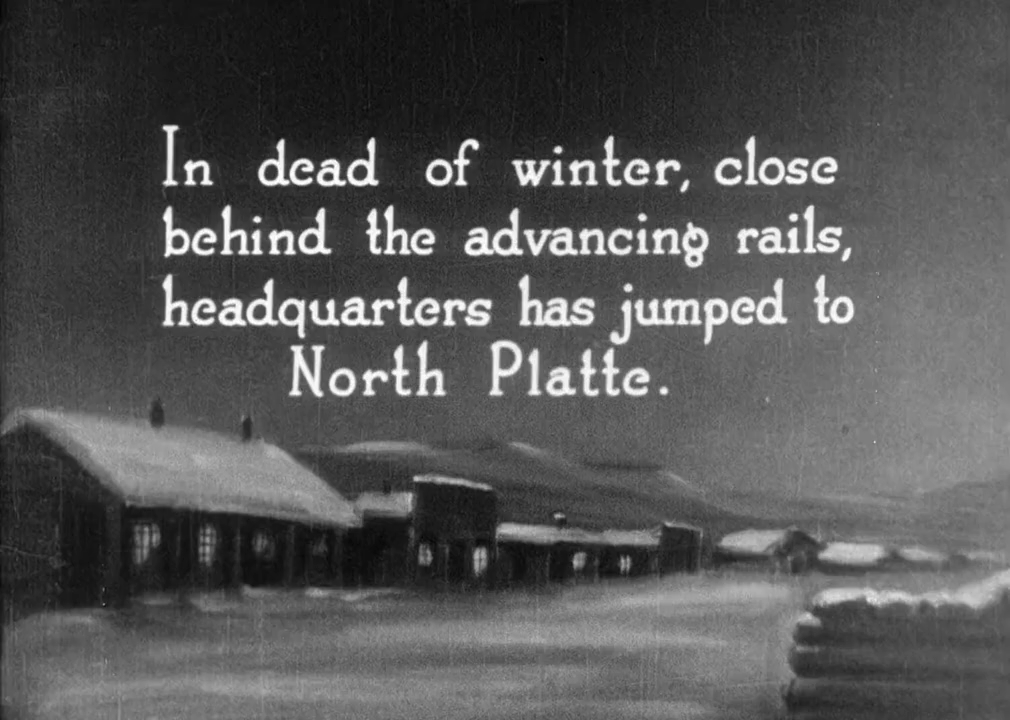 In dead of winter, close
behind the advancing rails,
headquarters has jumped to
North Platte.